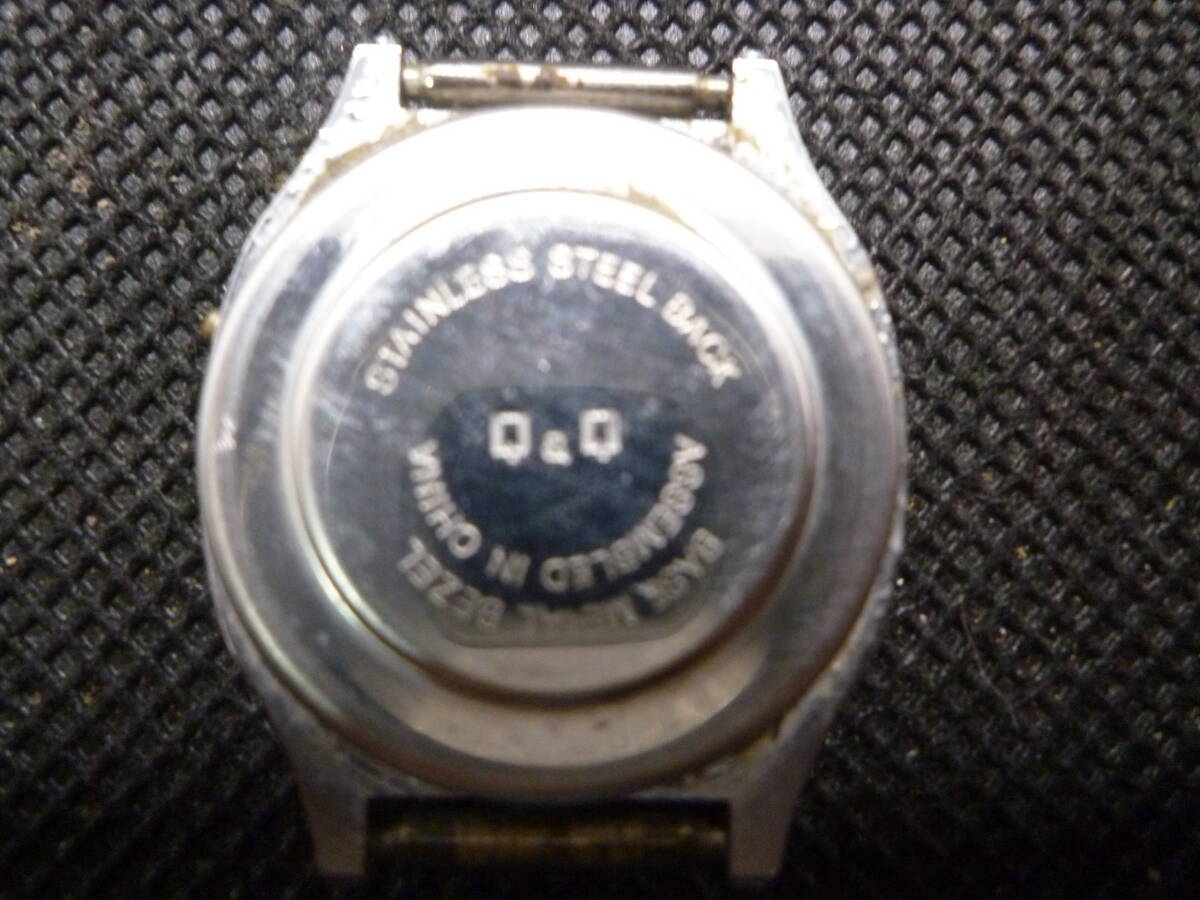 STAINLESS STEEL BACK
Q & Q
ASSEMBLED IN CHINA
BASE METAL BEZEL